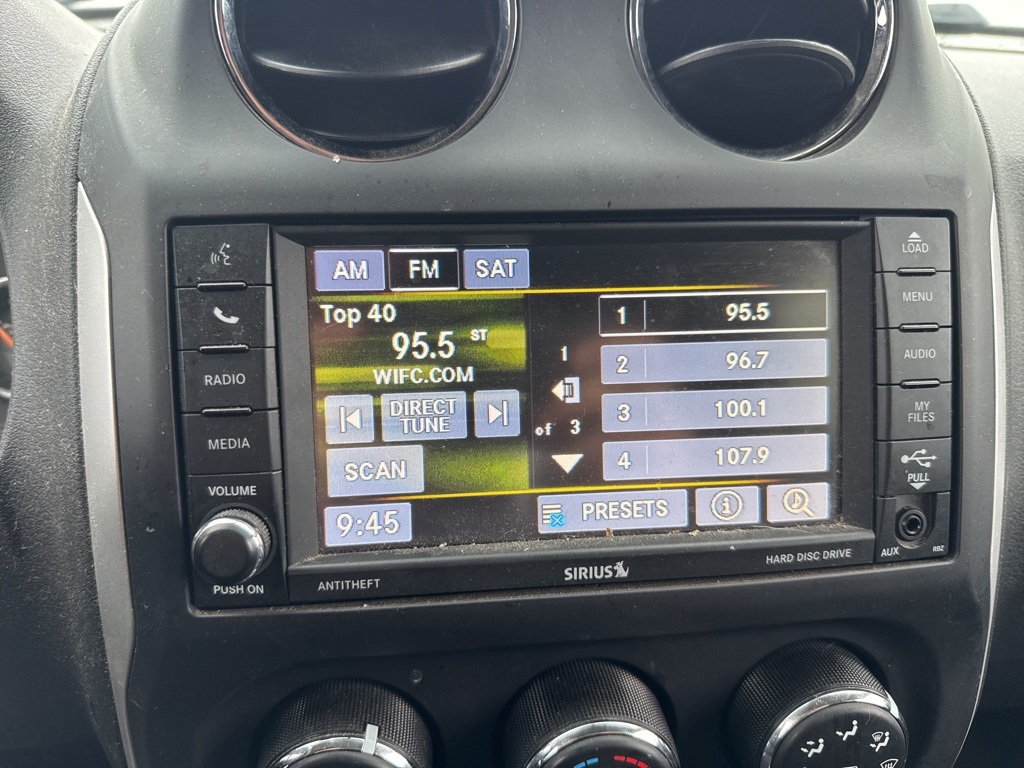 AM FM SAT
Top 40
95.5 ST
WIFC.COM
DIRECT
TUNE
SCAN
9:45
1
of 3
1 95.5
2 96.7
3 100.1
4 107.9
PRESETS
RADIO
MEDIA
VOLUME
PUSH ON
LOAD
MENU
AUDIO
MY
FILES
PULL
AUX RBZ
ANTITHEFT
SIRIUS
HARD DISC DRIVE